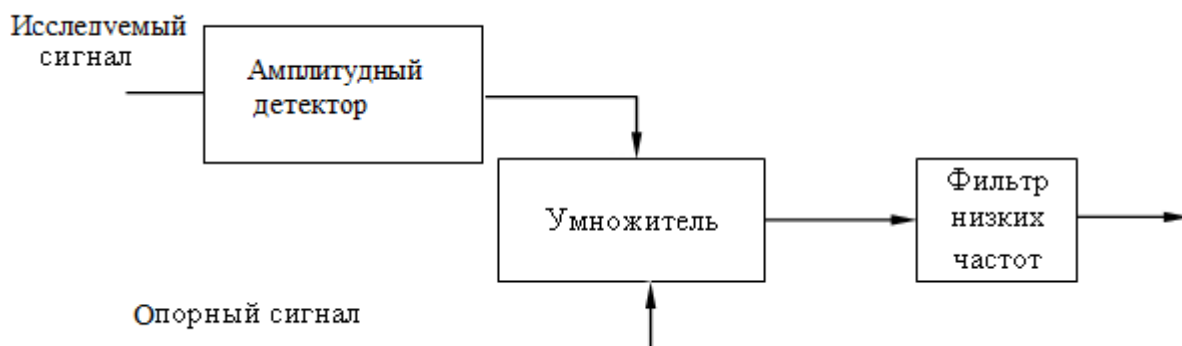 Исследуемый
сигнал
Амплитудный
детектор
Умножитель
Фильтр
низких
частот
Опорный сигнал